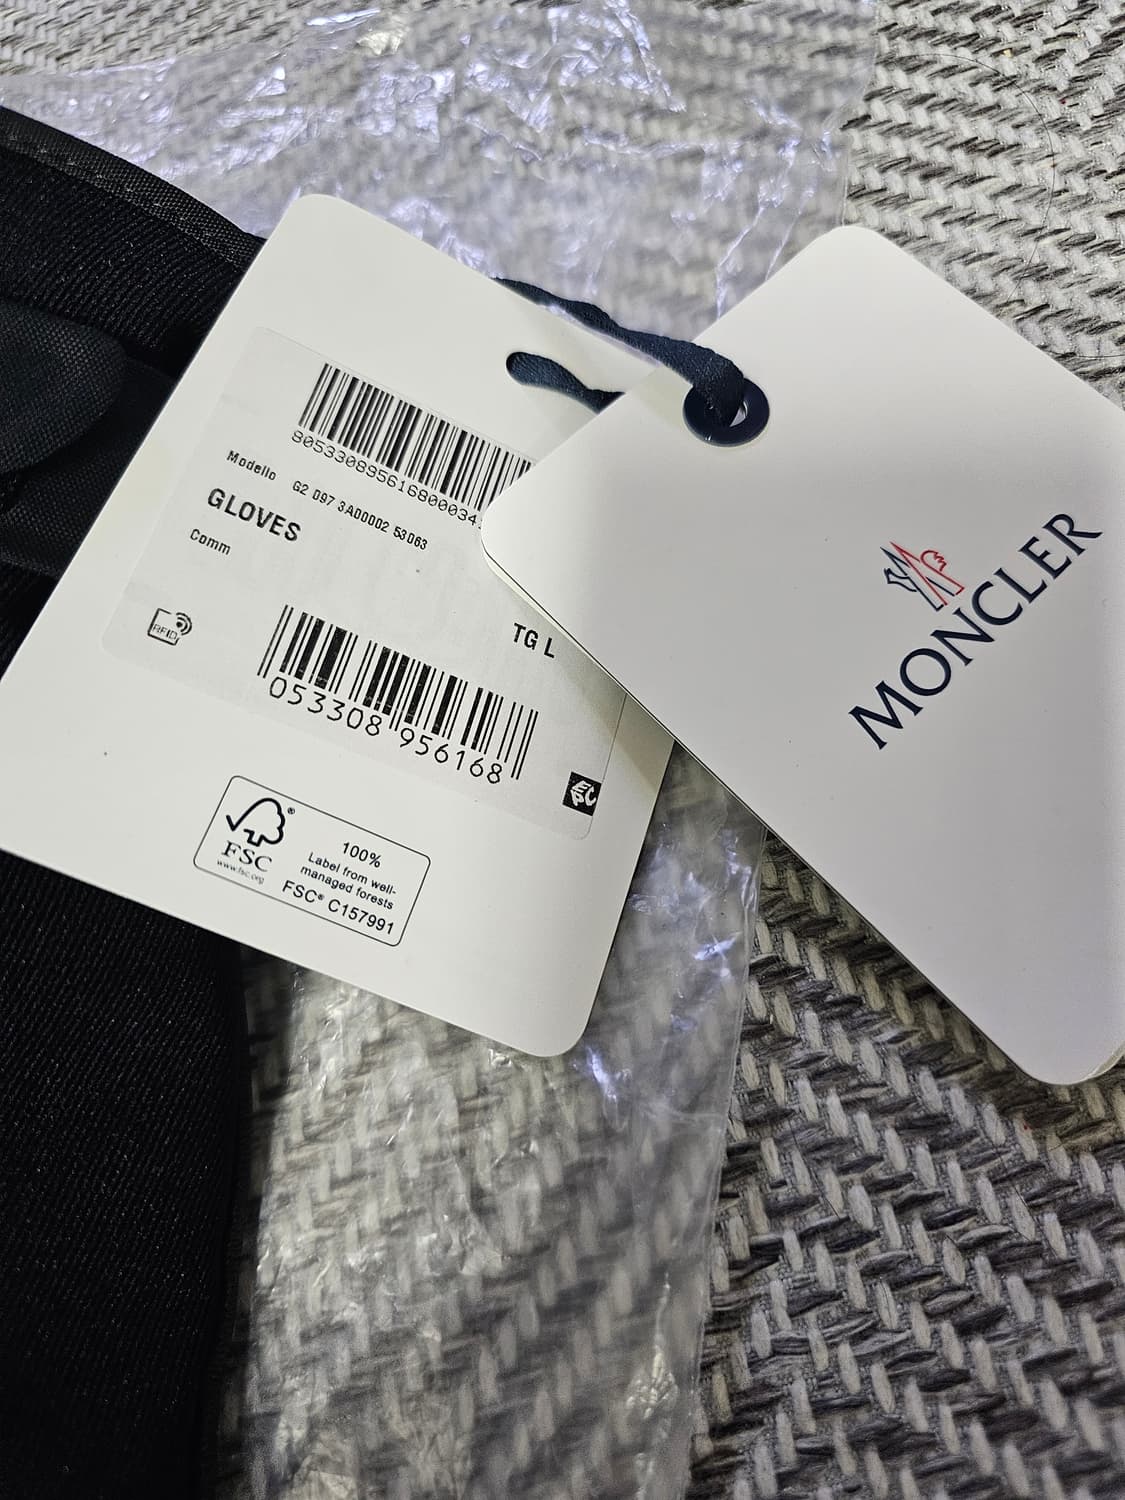 805330895616800034
Modello G2 097 3A00002 53063
GLOVES
Comm
TG L
RFID
053308 956168
FSC®
www.fsc.org
100%
Label from well-
managed forests
FSC® C157991
MONCLER